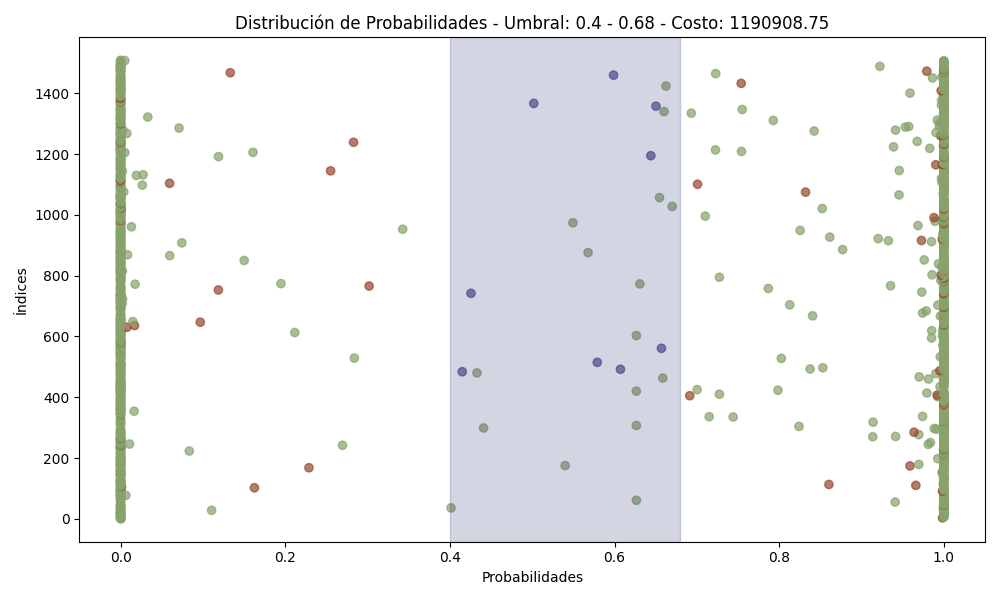 Distribución de Probabilidades - Umbral: 0.4 - 0.68 - Costo: 1190908.75
Índices
1400
1200
1000
800
600
400
200
0
0.0 0.2 0.4 0.6 0.8 1.0
Probabilidades